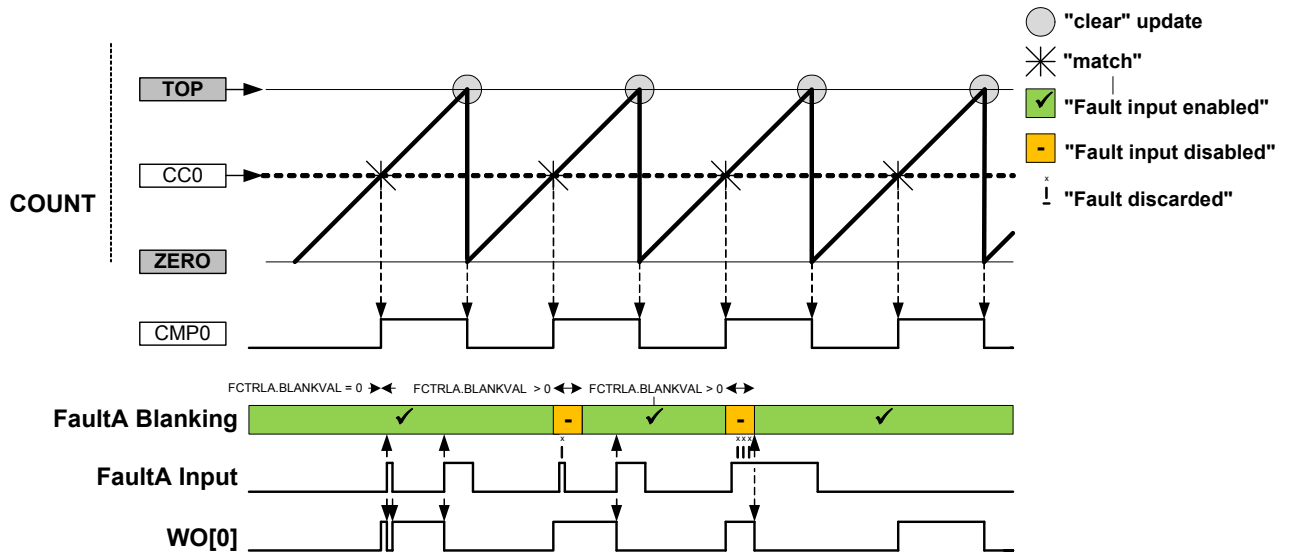 "clear" update
"match"
"Fault input enabled"
- "Fault input disabled"
x
"Fault discarded"
TOP
CC0
COUNT
ZERO
CMP0
FCTRLA.BLANKVAL = 0 FCTRLA.BLANKVAL > 0 FCTRLA.BLANKVAL > 0
FaultA Blanking ✓ - ✓ - ✓
x xxx
FaultA Input
WO[0]